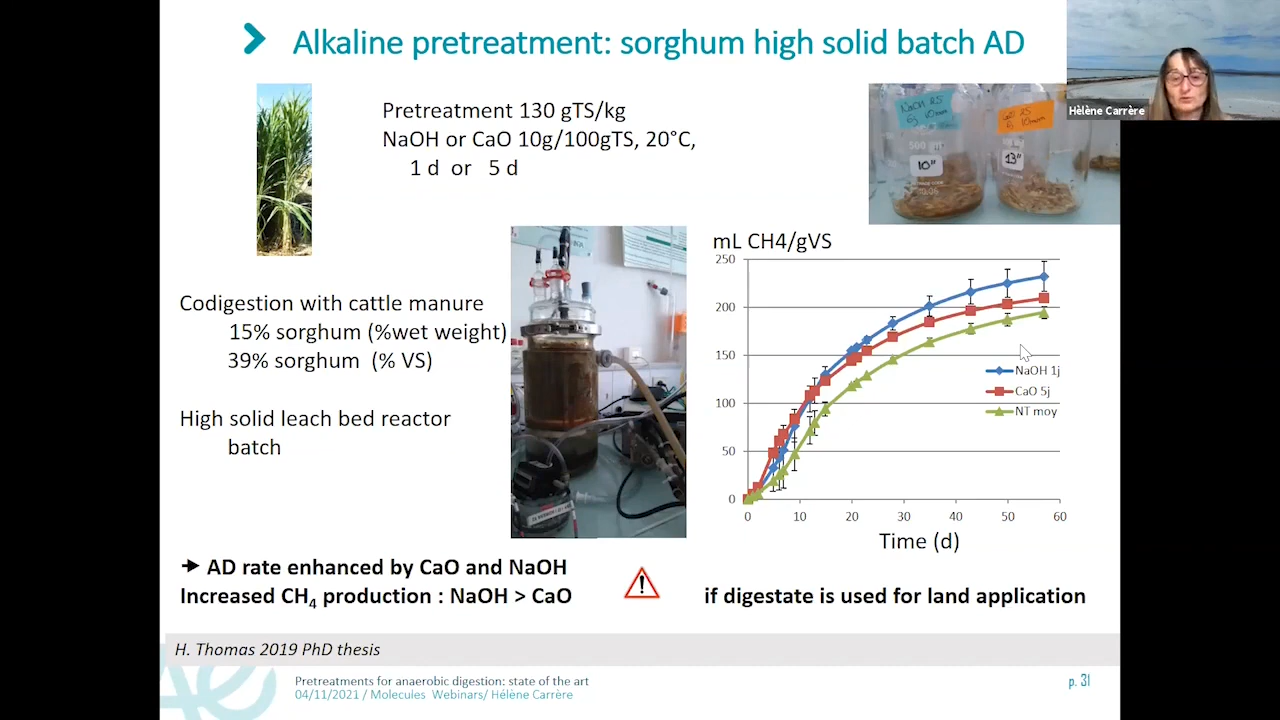 Alkaline pretreatment: sorghum high solid batch AD
Hélène Carrère
Pretreatment 130 gTS/kg
NaOH or CaO 10g/100gTS, 20°C,
1 d or 5 d
NaOH
10"
13"
mL CH4/gVS
250
200
150
100
50
0
0 10 20 30 40 50 60
Time (d)
NaOH 1j
CaO 5j
NT moy
Codigestion with cattle manure
15% sorghum (%wet weight)
39% sorghum (% VS)
High solid leach bed reactor
batch
➔ AD rate enhanced by CaO and NaOH
Increased CH4 production : NaOH > CaO
if digestate is used for land application
H. Thomas 2019 PhD thesis
Pretreatments for anaerobic digestion: state of the art
04/11/2021 / Molecules Webinars/ Hélène Carrère
p. 31